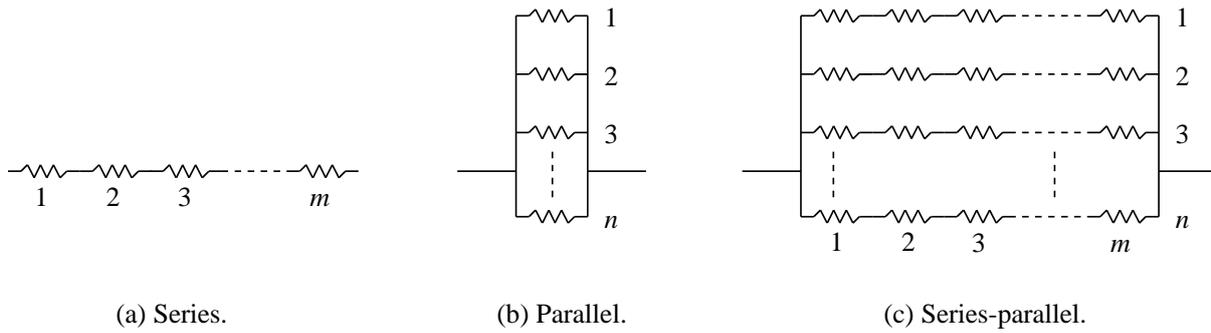 1 2 3 m
(a) Series.
1
2
3
n
(b) Parallel.
1
2
3
n
1 2 3 m
(c) Series-parallel.